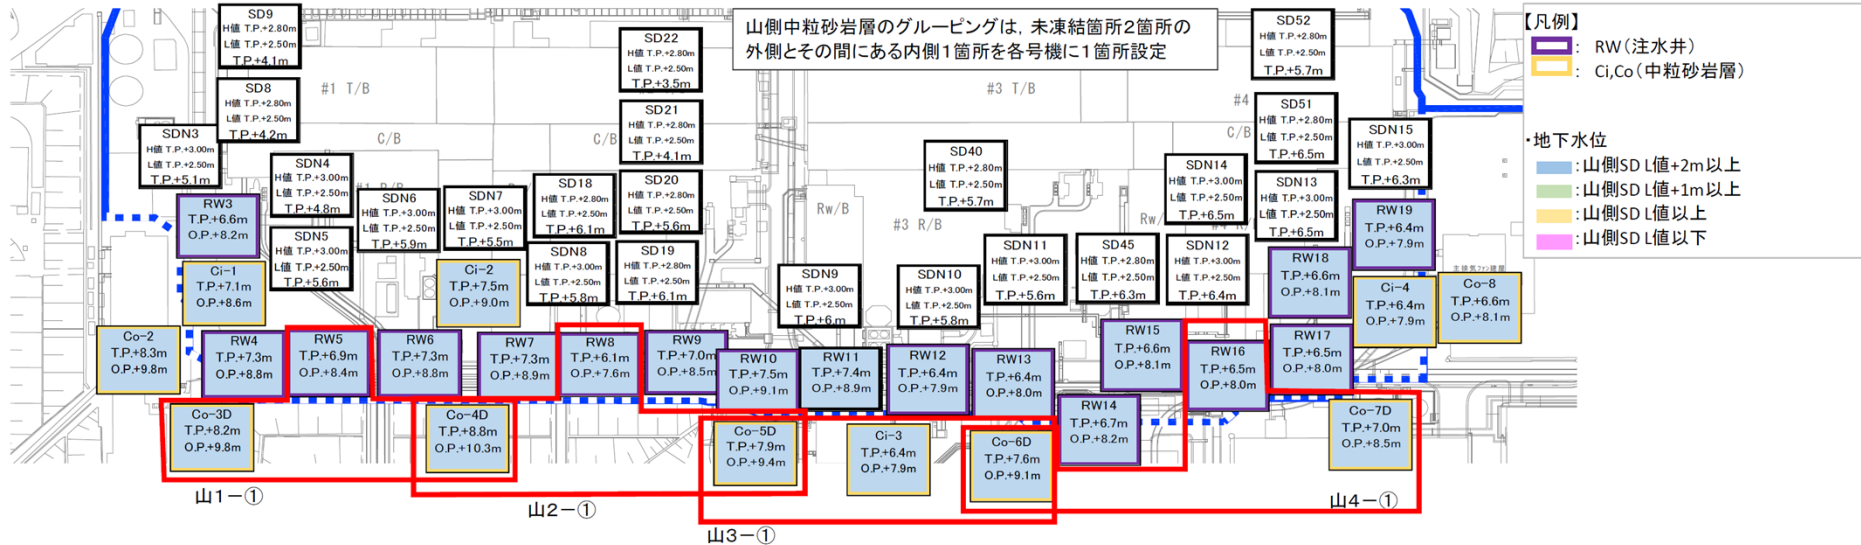 山側中粒砂岩層のグルーピングは，未凍結箇所2箇所の
外側とその間にある内側１箇所を各号機に１箇所設定
【凡例】
： RW（注水井）
： Ci,Co（中粒砂岩層）
・地下水位
：山側SD L値+2m以上
：山側SD L値+1m以上
：山側SD L値以上
：山側SD L値以下
SD9
H値 T.P.+2.80m
L値 T.P.+2.50m
T.P.+4.1m
SD8
H値 T.P.+2.80m
L値 T.P.+2.50m
T.P.+4.2m
SDN3
H値 T.P.+3.00m
L値 T.P.+2.50m
T.P.+5.1m
SDN4
H値 T.P.+3.00m
L値 T.P.+2.50m
T.P.+4.8m
SDN5
H値 T.P.+3.00m
L値 T.P.+2.50m
T.P.+5.6m
SDN6
H値 T.P.+3.00m
L値 T.P.+2.50m
T.P.+5.9m
SDN7
H値 T.P.+3.00m
L値 T.P.+2.50m
T.P.+5.5m
SD18
H値 T.P.+2.80m
L値 T.P.+2.50m
T.P.+6.1m
SDN8
H値 T.P.+3.00m
L値 T.P.+2.50m
T.P.+5.8m
SD22
H値 T.P.+2.80m
L値 T.P.+2.50m
T.P.+3.5m
SD21
H値 T.P.+2.80m
L値 T.P.+2.50m
T.P.+4.1m
SD20
H値 T.P.+2.80m
L値 T.P.+2.50m
T.P.+5.6m
SD19
H値 T.P.+2.80m
L値 T.P.+2.50m
T.P.+6.1m
SDN9
H値 T.P.+3.00m
L値 T.P.+2.50m
T.P.+6.m
SD40
H値 T.P.+2.80m
L値 T.P.+2.50m
T.P.+5.7m
SDN10
H値 T.P.+3.00m
L値 T.P.+2.50m
T.P.+5.8m
SDN11
H値 T.P.+3.00m
L値 T.P.+2.50m
T.P.+5.6m
SD45
H値 T.P.+2.80m
L値 T.P.+2.50m
T.P.+6.3m
SDN14
H値 T.P.+3.00m
L値 T.P.+2.50m
T.P.+6.5m
SDN12
H値 T.P.+3.00m
L値 T.P.+2.50m
T.P.+6.4m
SD52
H値 T.P.+2.80m
L値 T.P.+2.50m
T.P.+5.7m
SD51
H値 T.P.+2.80m
L値 T.P.+2.50m
T.P.+6.5m
SDN13
H値 T.P.+3.00m
L値 T.P.+2.50m
T.P.+6.5m
SDN15
H値 T.P.+3.00m
L値 T.P.+2.50m
T.P.+6.3m
#1 T/B
C/B
C/B
#3 T/B
#4
C/B
Rw/B
#3 R/B
Rw/
主排気ファン建屋
RW3
T.P.+6.6m
O.P.+8.2m
Ci-1
T.P.+7.1m
O.P.+8.6m
Co-2
T.P.+8.3m
O.P.+9.8m
RW4
T.P.+7.3m
O.P.+8.8m
RW5
T.P.+6.9m
O.P.+8.4m
RW6
T.P.+7.3m
O.P.+8.8m
Ci-2
T.P.+7.5m
O.P.+9.0m
RW7
T.P.+7.3m
O.P.+8.9m
RW8
T.P.+6.1m
O.P.+7.6m
RW9
T.P.+7.0m
O.P.+8.5m
RW10
T.P.+7.5m
O.P.+9.1m
RW11
T.P.+7.4m
O.P.+8.9m
RW12
T.P.+6.4m
O.P.+7.9m
RW13
T.P.+6.4m
O.P.+8.0m
RW14
T.P.+6.7m
O.P.+8.2m
RW15
T.P.+6.6m
O.P.+8.1m
RW16
T.P.+6.5m
O.P.+8.0m
RW17
T.P.+6.5m
O.P.+8.0m
RW18
T.P.+6.6m
O.P.+8.1m
RW19
T.P.+6.4m
O.P.+7.9m
Ci-4
T.P.+6.4m
O.P.+7.9m
Co-8
T.P.+6.6m
O.P.+8.1m
Co-3D
T.P.+8.2m
O.P.+9.8m
Co-4D
T.P.+8.8m
O.P.+10.3m
Co-5D
T.P.+7.9m
O.P.+9.4m
Ci-3
T.P.+6.4m
O.P.+7.9m
Co-6D
T.P.+7.6m
O.P.+9.1m
Co-7D
T.P.+7.0m
O.P.+8.5m
山1－①
山2－①
山3－①
山4－①